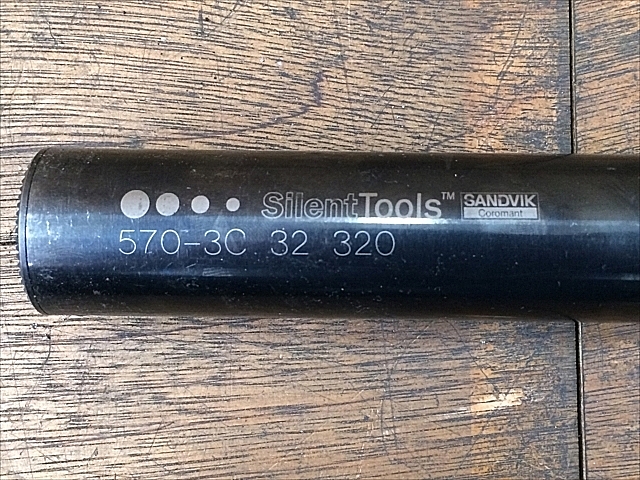 SilentTools™ SANDVIK Coromant
570-3C 32 320